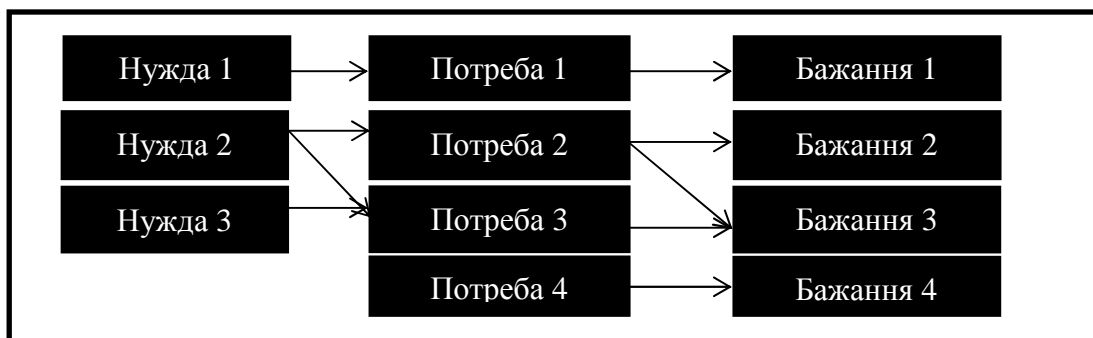 Нужда 1 Потреба 1 Бажання 1
Нужда 2 Потреба 2 Бажання 2
Нужда 3 Потреба 3 Бажання 3
Потреба 4 Бажання 4